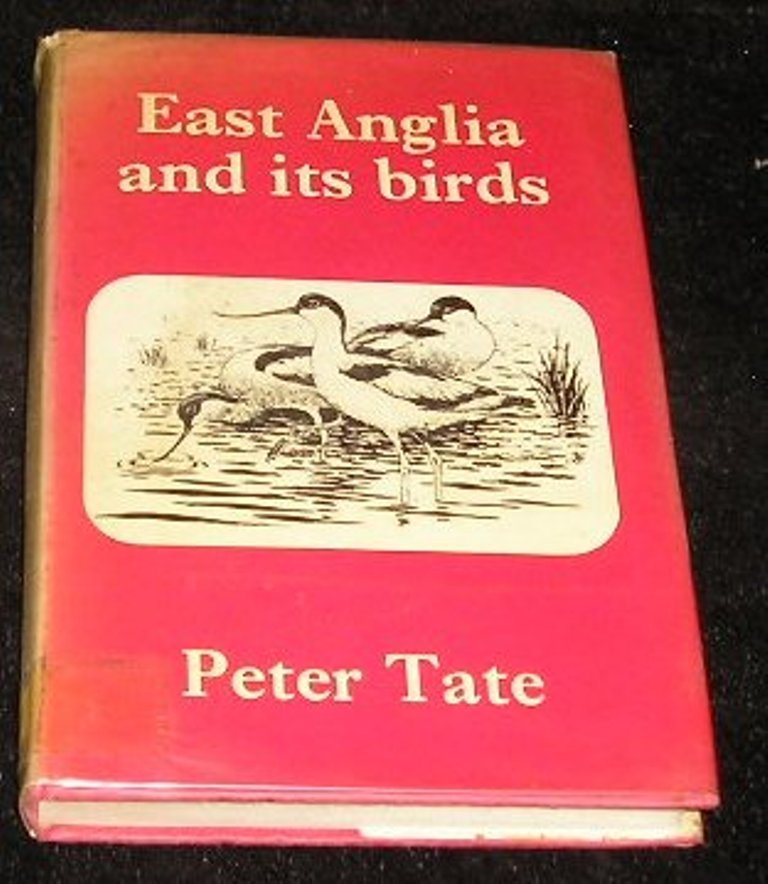 East Anglia
and its birds
Peter Tate